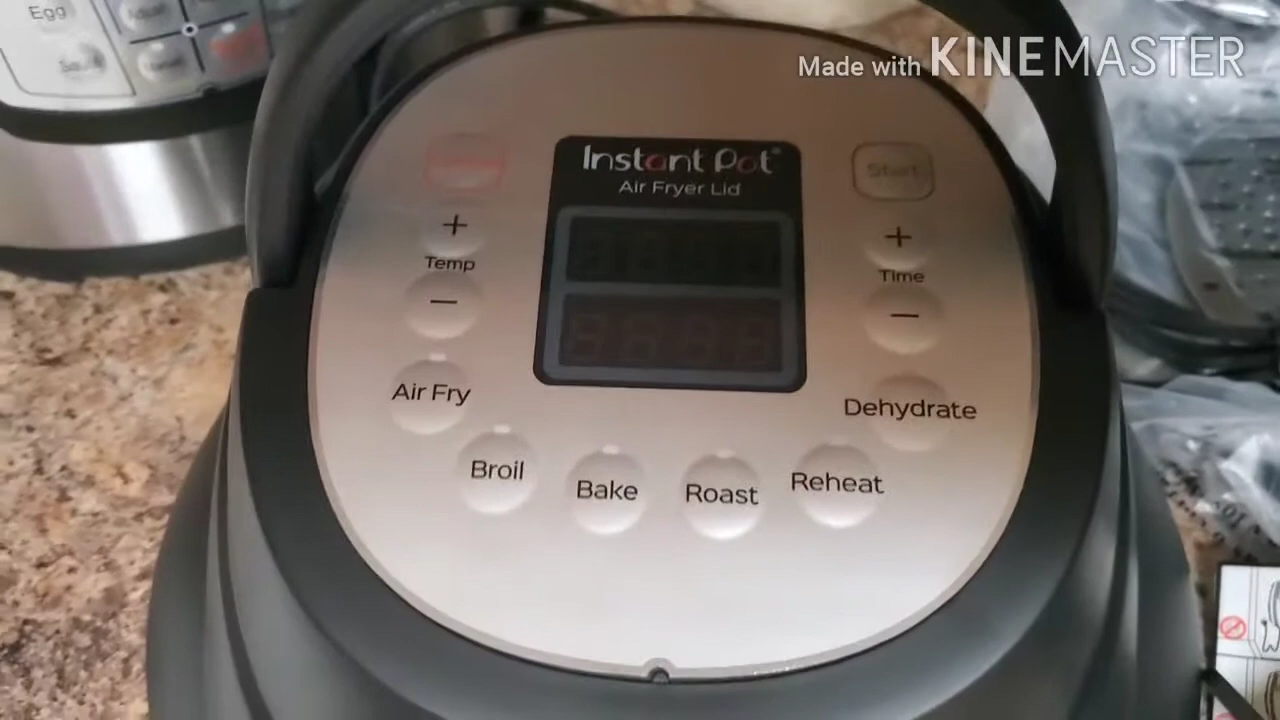 Egg
Made with KINEMASTER
Instant Pot®
Air Fryer Lid
Start
+
Temp
−
+
Time
−
Air Fry
Broil
Bake
Roast
Reheat
Dehydrate